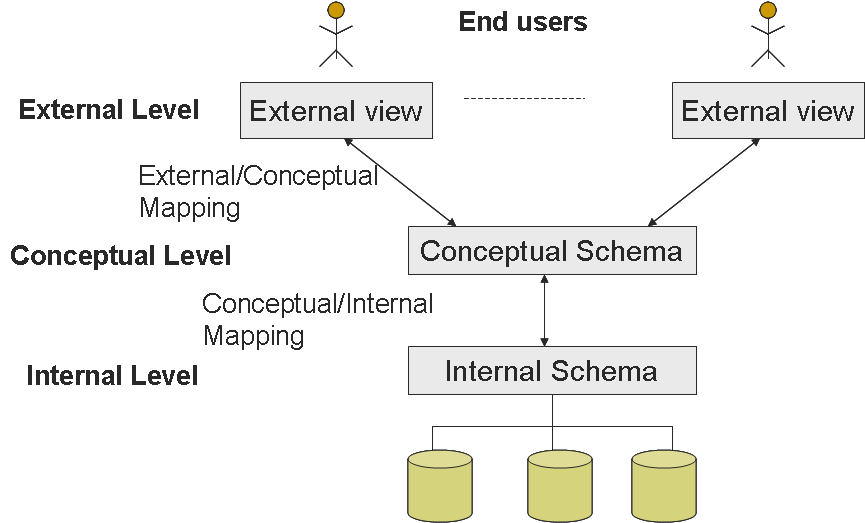 End users
External Level
External view
External view
External/Conceptual
Mapping
Conceptual Level
Conceptual Schema
Conceptual/Internal
Mapping
Internal Level
Internal Schema